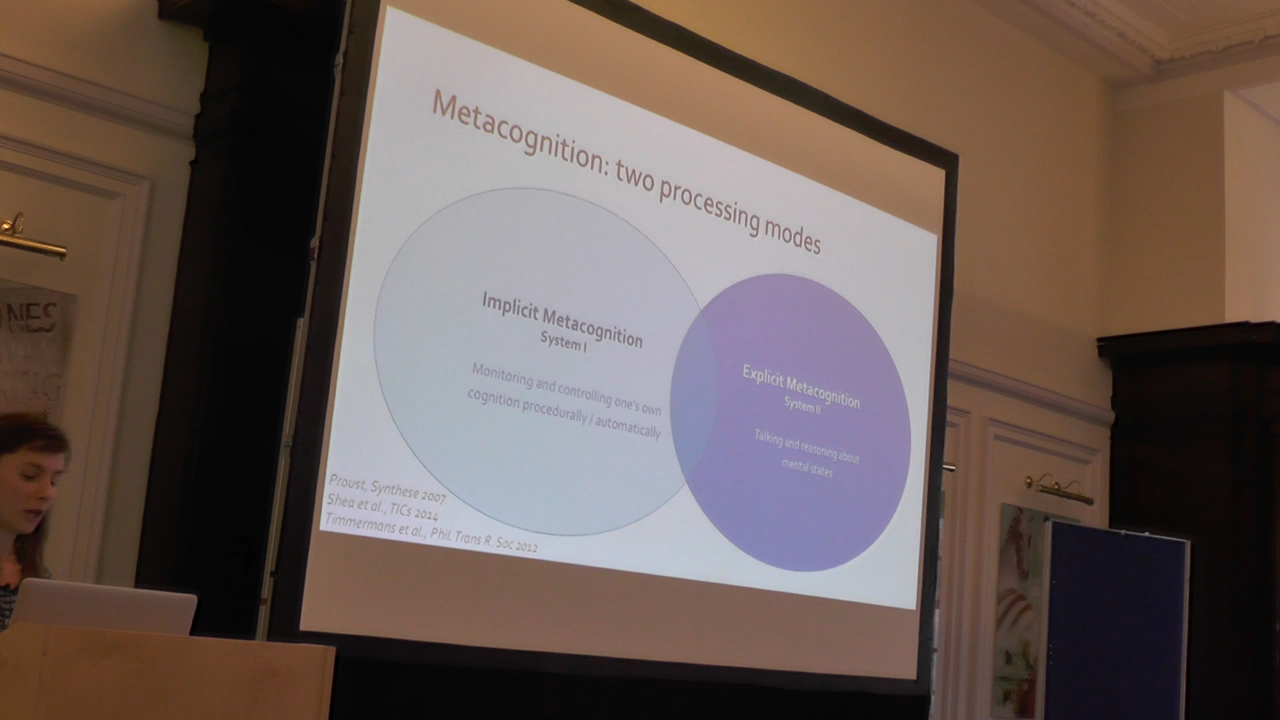 Metacognition: two processing modes
Implicit Metacognition
System I
Monitoring and controlling one's own
cognition procedurally / automatically
Explicit Metacognition
System II
Talking and reasoning about
mental states
Proust, Synthese 2007
Shea et al., TICs 2014
Timmermans et al., Phil. Trans R. Soc 2012
NES